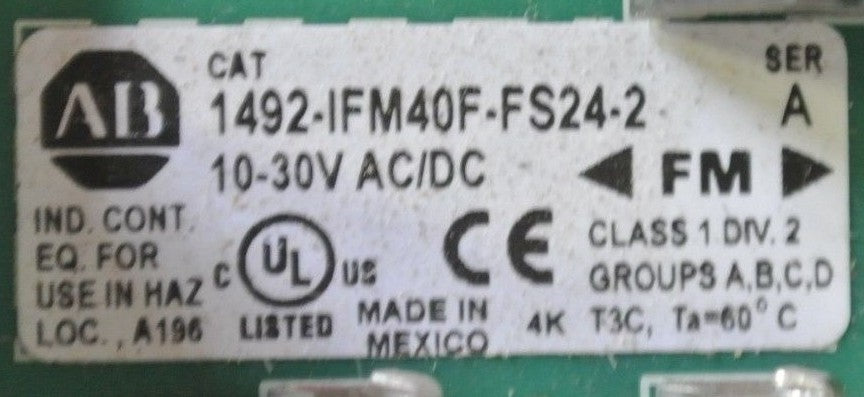 AB
CAT
SER
1492-IFM40F-FS24-2
A
10-30V AC/DC
FM
IND. CONT.
EQ. FOR
USE IN HAZ
LOC., A196
C UL US
LISTED
CE
MADE IN
MEXICO
CLASS 1 DIV. 2
GROUPS A,B,C,D
4K T3C, Ta=60° C